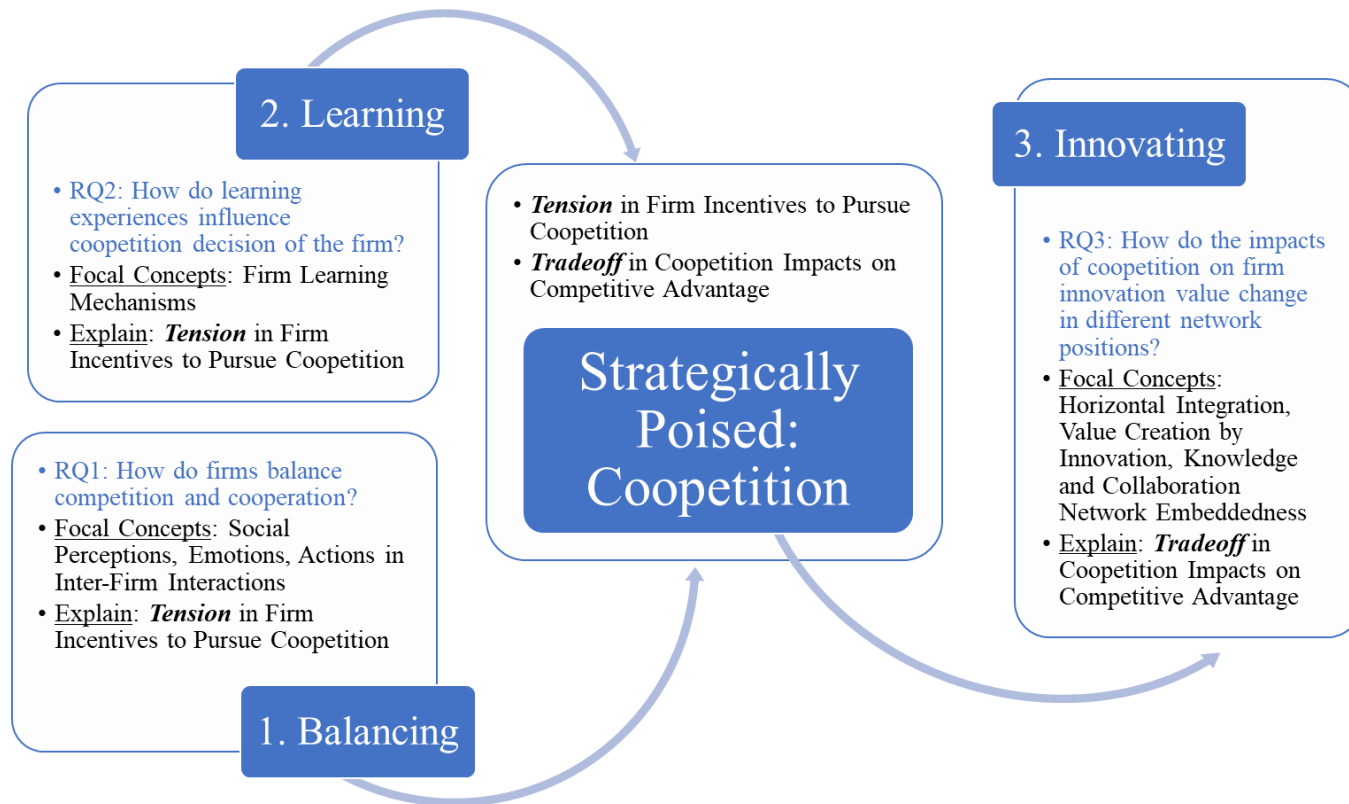 2. Learning
• RQ2: How do learning
experiences influence
coopetition decision of the firm?
• Focal Concepts: Firm Learning
Mechanisms
• Explain: Tension in Firm
Incentives to Pursue Coopetition
• RQ1: How do firms balance
competition and cooperation?
• Focal Concepts: Social
Perceptions, Emotions, Actions in
Inter-Firm Interactions
• Explain: Tension in Firm
Incentives to Pursue Coopetition
1. Balancing
• Tension in Firm Incentives to Pursue
Coopetition
• Tradeoff in Coopetition Impacts on
Competitive Advantage
Strategically
Poised:
Coopetition
3. Innovating
• RQ3: How do the impacts
of coopetition on firm
innovation value change
in different network
positions?
• Focal Concepts:
Horizontal Integration,
Value Creation by
Innovation, Knowledge
and Collaboration
Network Embeddedness
• Explain: Tradeoff in
Coopetition Impacts on
Competitive Advantage